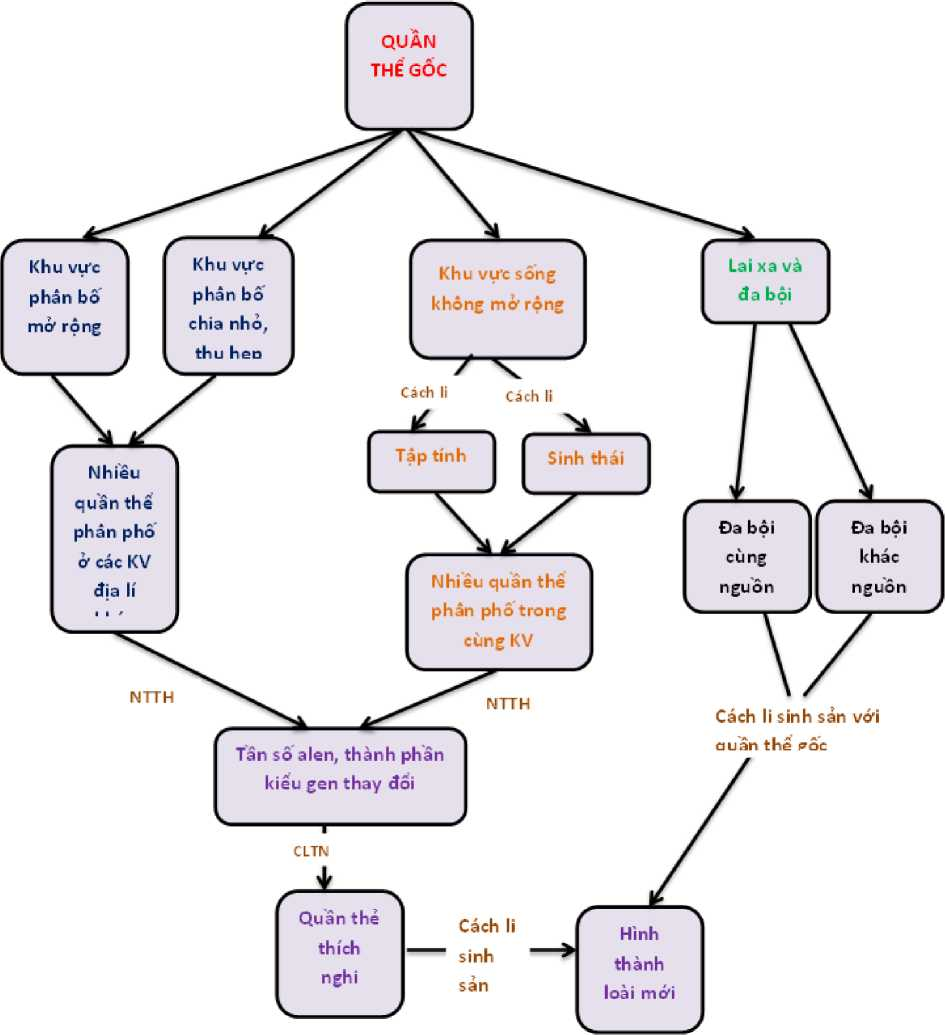 QUẦN
THỂ GỐC
Khu vực
phân bố
mở rộng
Khu vực
phân bố
chia nhỏ,
thu hẹp
Khu vực sống
không mở rộng
Lai xa và
đa bội
Cách li
Cách li
Tập tính
Sinh thái
Nhiều
quần thể
phân phố
ở các KV
địa lí
Đa bội
cùng
nguồn
Đa bội
khác
nguồn
Nhiều quần thể
phân phố trong
cùng KV
NTTH
NTTH
Cách li sinh sản với
quần thể gốc
Tần số alen, thành phần
kiểu gen thay đổi
CLTN
Quần thẻ
thích
nghi
Cách li
sinh
sản
Hình
thành
loài mới